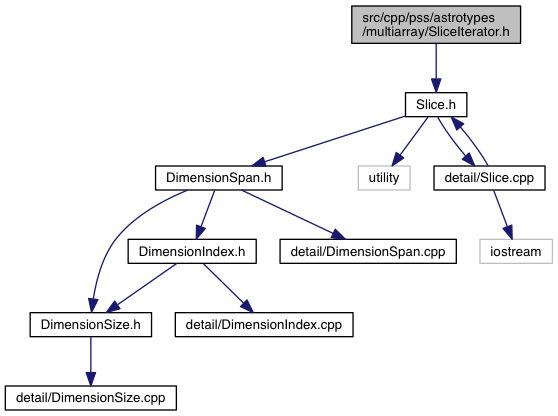 src/cpp/pss/astrotypes
/multiarray/SliceIterator.h
Slice.h
DimensionSpan.h
utility
detail/Slice.cpp
DimensionIndex.h
detail/DimensionSpan.cpp
iostream
DimensionSize.h
detail/DimensionIndex.cpp
detail/DimensionSize.cpp